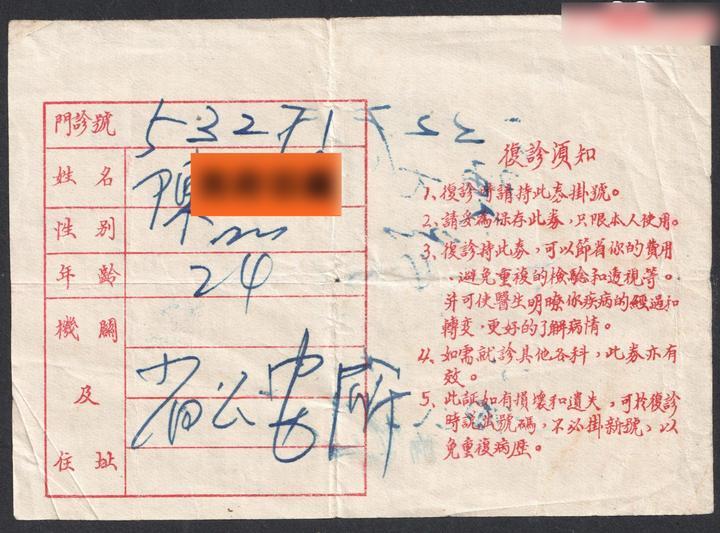 門診號 53271
姓名 陳
性別
年齡 24
機關及住址 省公安所
復診須知
1、復診時請持此券掛號。
2、請妥為保存此券，只限本人使用。
3、復診持此券，可以節省你的費用
，避免重復的檢驗和透視等。
并可使醫生明瞭你疾病的經過和
轉变，更好的了解病情。
4、如需就診其他各科，此券亦有
效。
5、此証如有損壞和遺失，可於復診
時說出號碼，不必掛新號，以
免重復病歷。